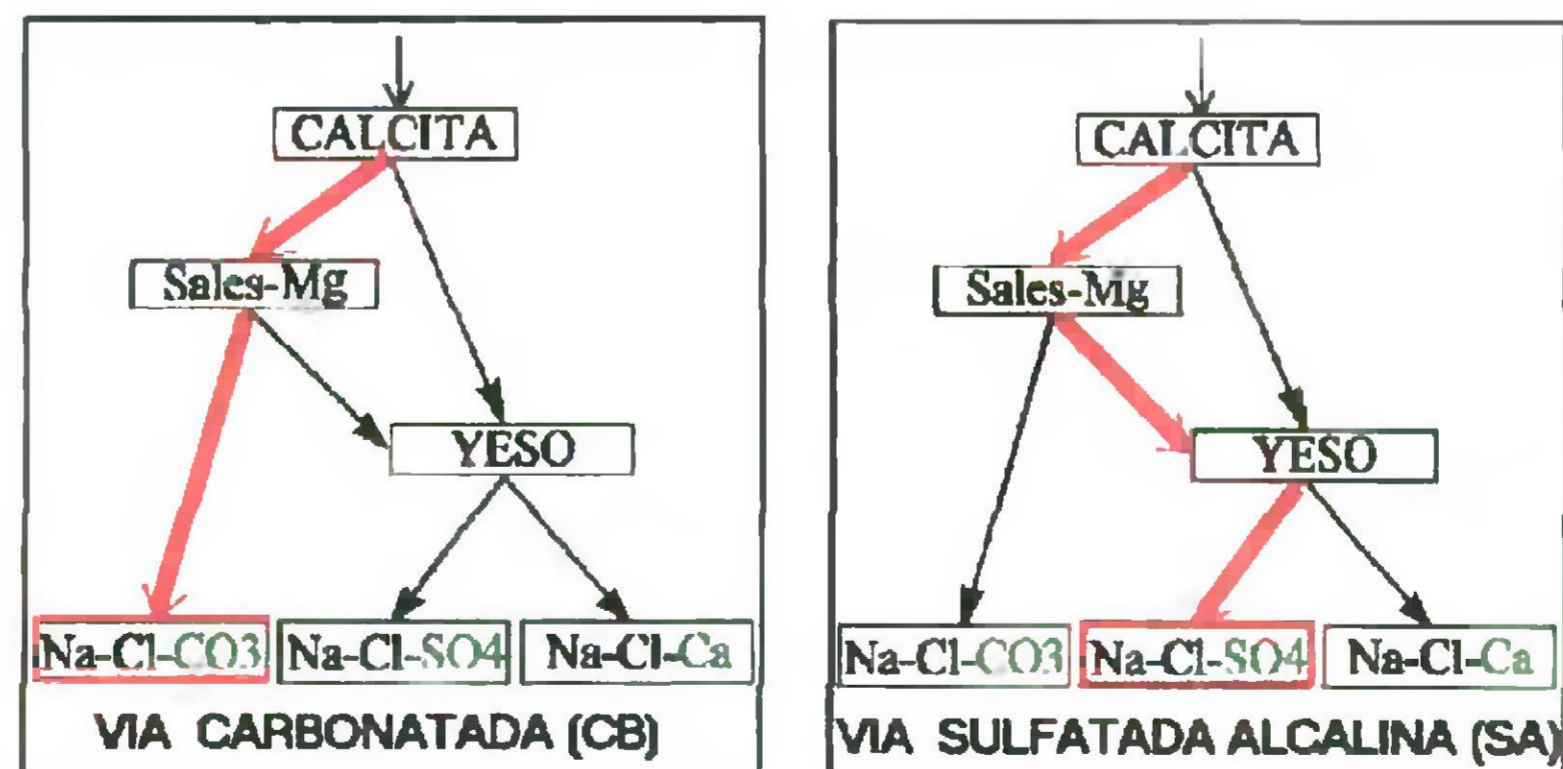 CALCITA
Sales-Mg
YESO
Na-Cl-CO3
Na-Cl-SO4
Na-Cl-Ca
VIA CARBONATADA (CB)
CALCITA
Sales-Mg
YESO
Na-Cl-CO3
Na-Cl-SO4
Na-Cl-Ca
VIA SULFATADA ALCALINA (SA)